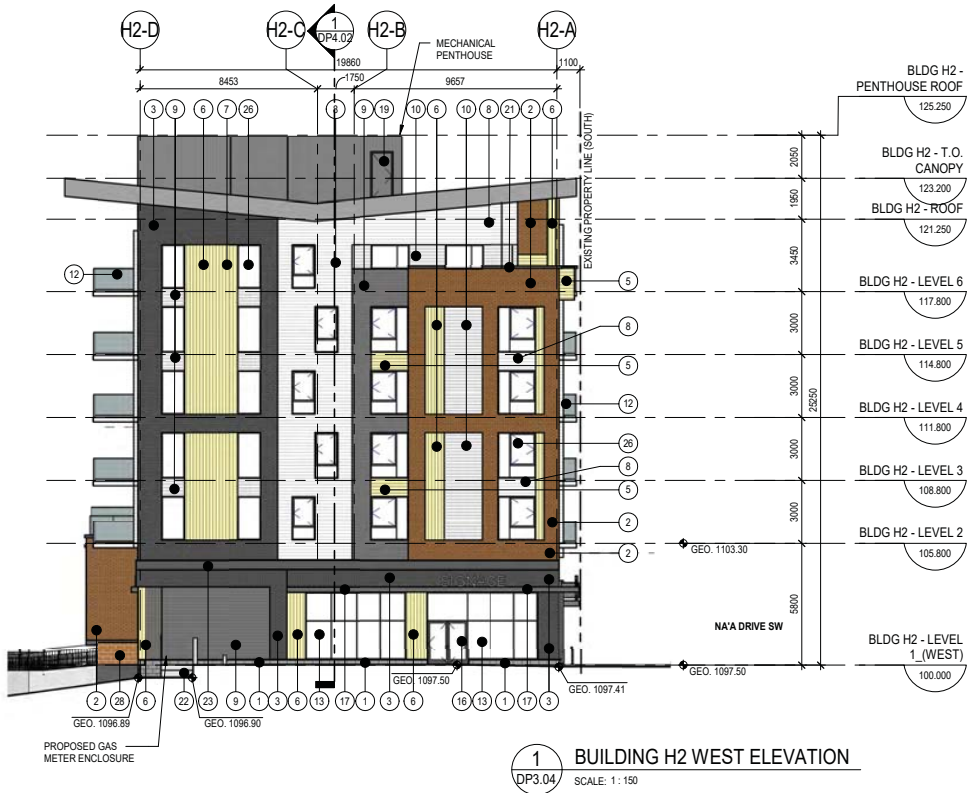 H2-D
H2-C
1
DP4.02
H2-B
H2-A
MECHANICAL
PENTHOUSE
19860
1750
1100
8453
9657
3 9 6 7 26 8 9 19 10 6 10 8 21 2 6
EXISTING PROPERTY LINE (SOUTH)
12
5
8
5
12
26
8
5
2
2
2050
1950
3450
3000
3000
3000
3000
5800
25250
BLDG H2 -
PENTHOUSE ROOF
125.250
BLDG H2 - T.O.
CANOPY
123.200
BLDG H2 - ROOF
121.250
BLDG H2 - LEVEL 6
117.800
BLDG H2 - LEVEL 5
114.800
BLDG H2 - LEVEL 4
111.800
BLDG H2 - LEVEL 3
108.800
BLDG H2 - LEVEL 2
105.800
GEO. 1103.30
SIGNAGE
NA'A DRIVE SW
BLDG H2 - LEVEL
1_(WEST)
100.000
GEO. 1097.50
GEO. 1097.50
GEO. 1097.41
2 28 6 22 23 9 1 3 6 13 17 1 3 6 16 13 1 17 3
GEO. 1096.89
GEO. 1096.90
PROPOSED GAS
METER ENCLOSURE
1
DP3.04
BUILDING H2 WEST ELEVATION
SCALE: 1 : 150